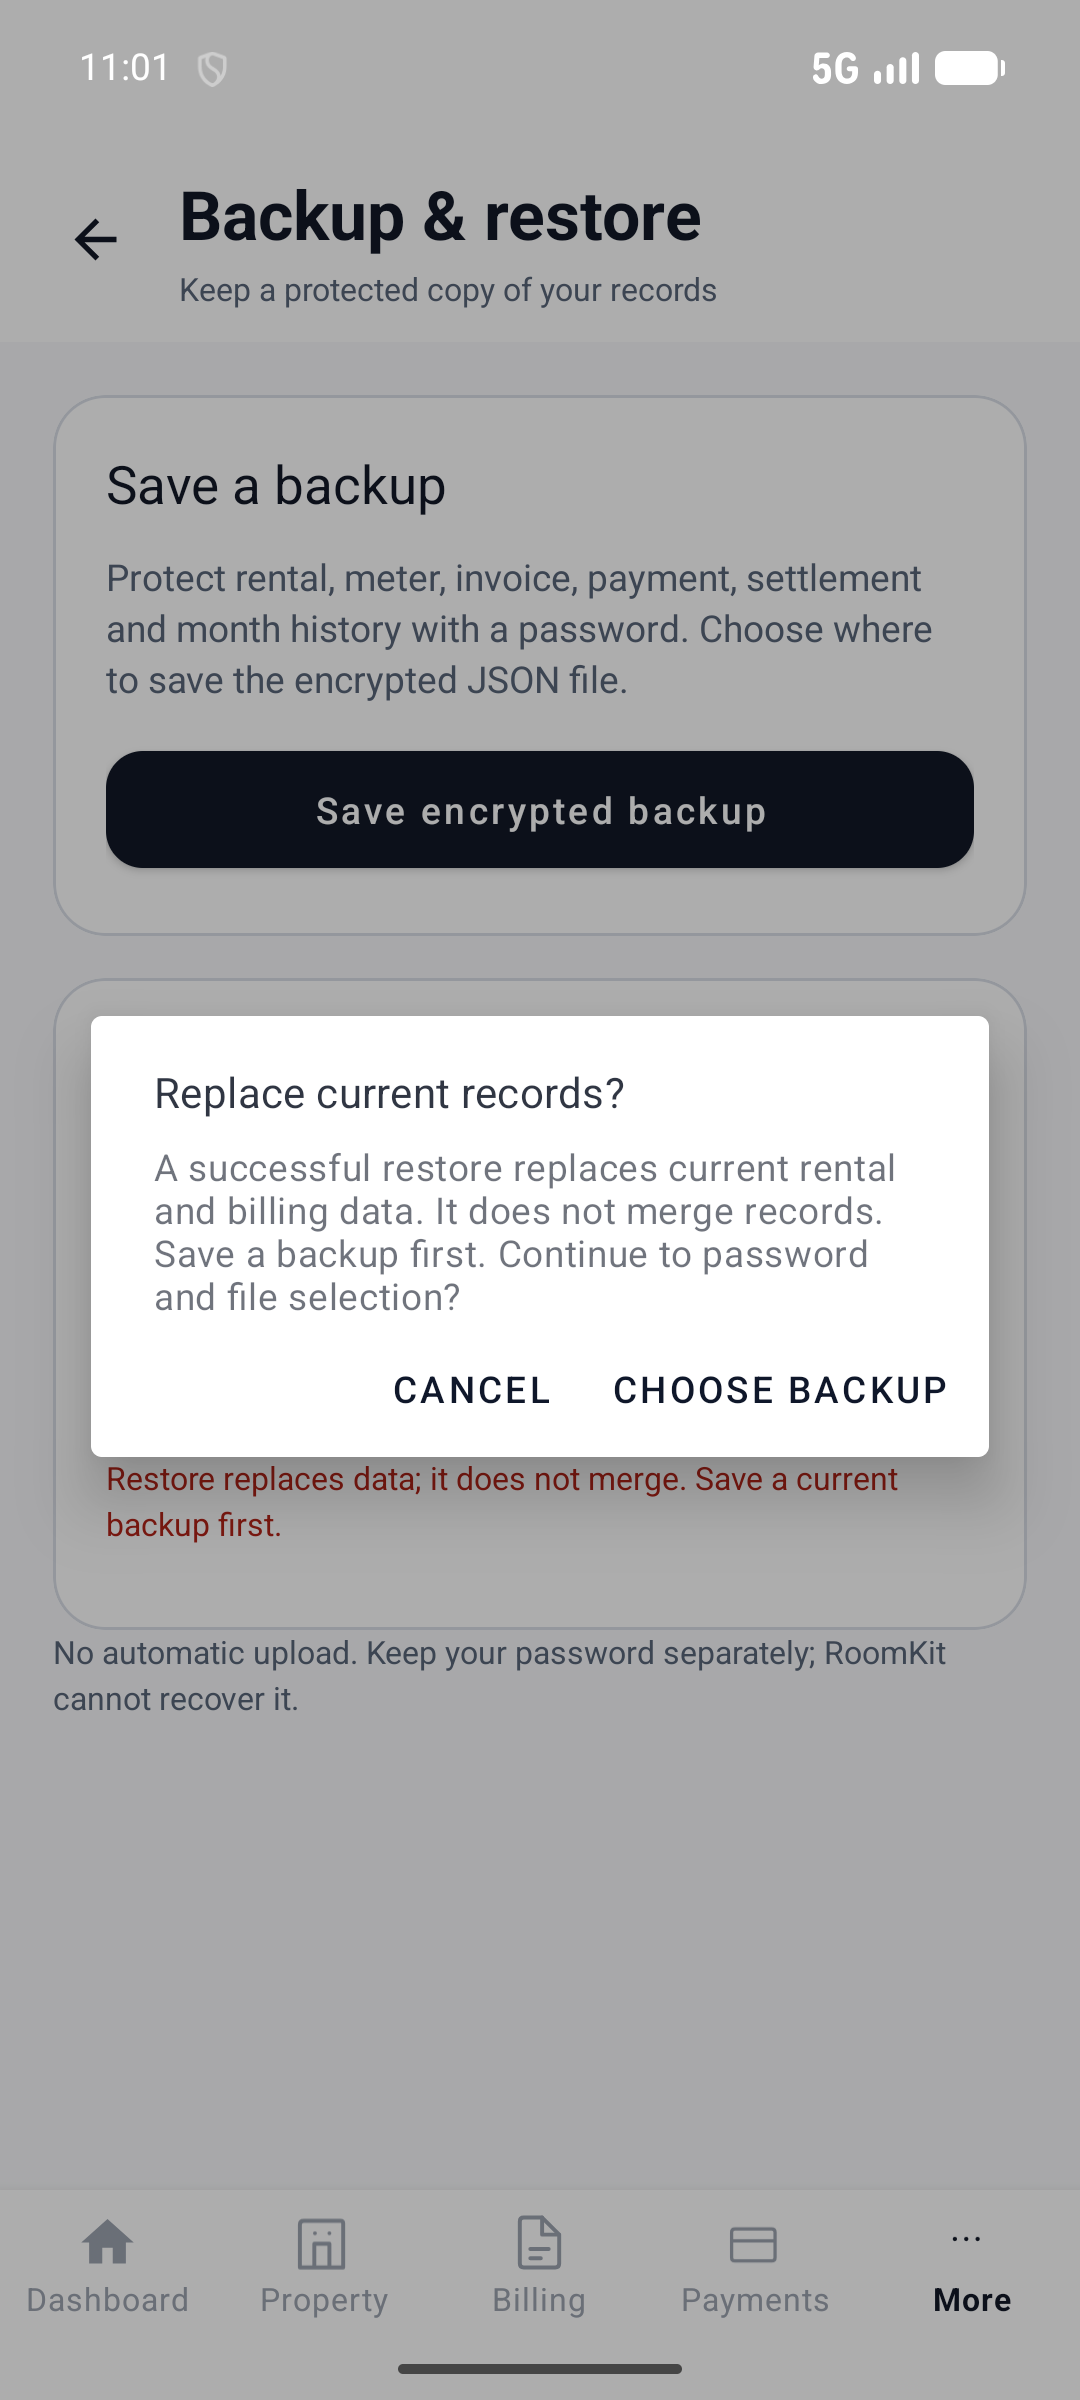 11:01
5G
Backup & restore
Keep a protected copy of your records
Save a backup
Protect rental, meter, invoice, payment, settlement
and month history with a password. Choose where
to save the encrypted JSON file.
Save encrypted backup
Replace current records?
A successful restore replaces current rental
and billing data. It does not merge records.
Save a backup first. Continue to password
and file selection?
CANCEL CHOOSE BACKUP
Restore replaces data; it does not merge. Save a current
backup first.
No automatic upload. Keep your password separately; RoomKit
cannot recover it.
Dashboard Property Billing Payments More